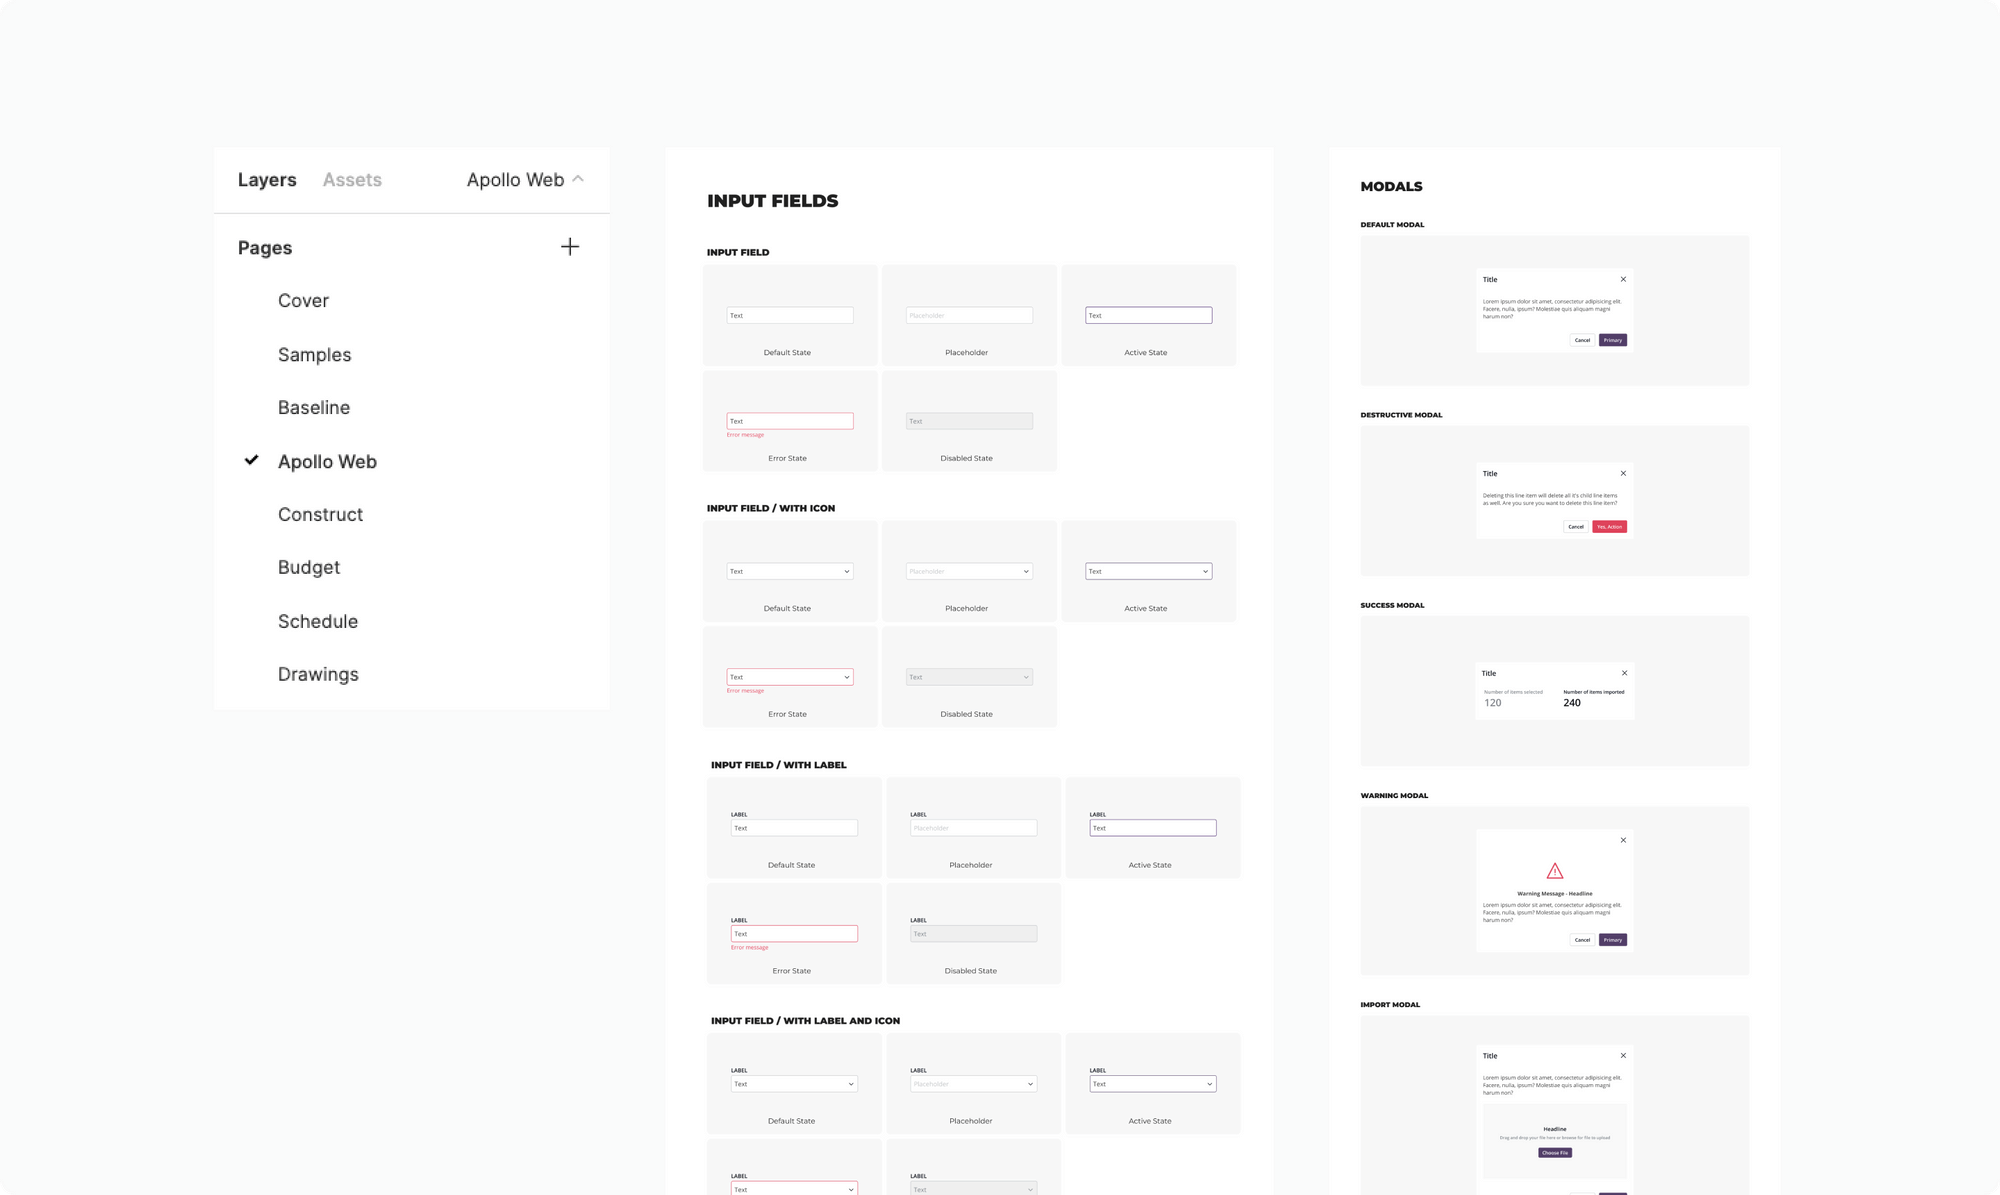 Layers Assets Apollo Web
Pages
Cover
Samples
Baseline
Apollo Web
Construct
Budget
Schedule
Drawings
INPUT FIELDS
INPUT FIELD
Text
Placeholder
Text
Default State
Placeholder
Active State
Text
Error message
Text
Error State
Disabled State
INPUT FIELD / WITH ICON
Text
Placeholder
Text
Default State
Placeholder
Active State
Text
Error message
Text
Error State
Disabled State
INPUT FIELD / WITH LABEL
LABEL
Text
LABEL
Placeholder
LABEL
Text
Default State
Placeholder
Active State
LABEL
Text
Error message
LABEL
Text
Error State
Disabled State
INPUT FIELD / WITH LABEL AND ICON
LABEL
Text
LABEL
Placeholder
LABEL
Text
Default State
Placeholder
Active State
LABEL
Text
LABEL
Text
MODALS
DEFAULT MODAL
Title
Lorem ipsum dolor sit amet, consectetur adipisicing elit.
Facere, nulla, ipsum? Molestiae quis aliquam magni
harum non?
Cancel Primary
DESTRUCTIVE MODAL
Title
Deleting this line item will delete all it's child line items
as well. Are you sure you want to delete this line item?
Cancel Yes, Action
SUCCESS MODAL
Title
Number of items selected
120
Number of items imported
240
WARNING MODAL
Warning Message - Headline
Lorem ipsum dolor sit amet, consectetur adipisicing elit.
Facere, nulla, ipsum? Molestiae quis aliquam magni
harum non?
Cancel Primary
IMPORT MODAL
Title
Lorem ipsum dolor sit amet, consectetur adipisicing elit.
Facere, nulla, ipsum? Molestiae quis aliquam magni
harum non?
Headline
Drag and drop your file here or browse for file to upload
Choose File